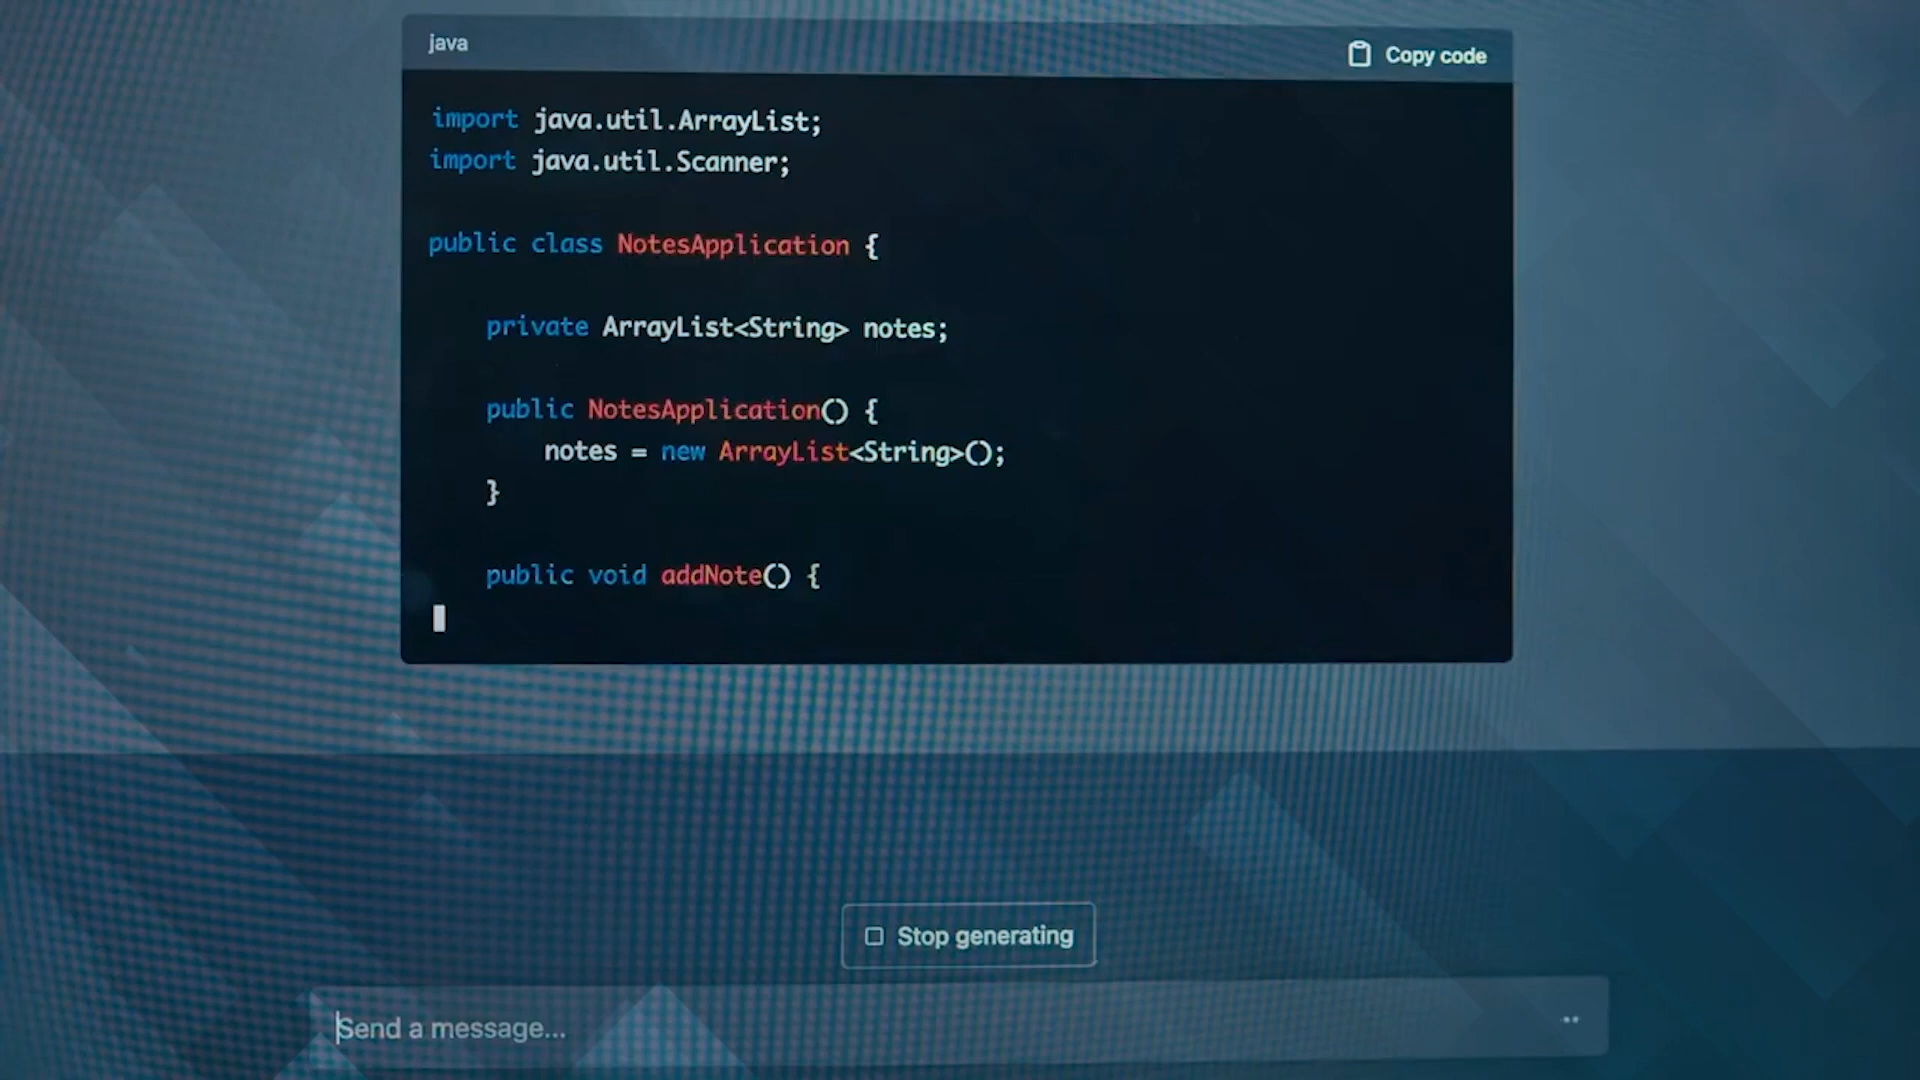 java
Copy code
import java.util.ArrayList;
import java.util.Scanner;
public class NotesApplication {
private ArrayList<String> notes;
public NotesApplication() {
notes = new ArrayList<String>();
}
public void addNote() {
Stop generating
Send a message...